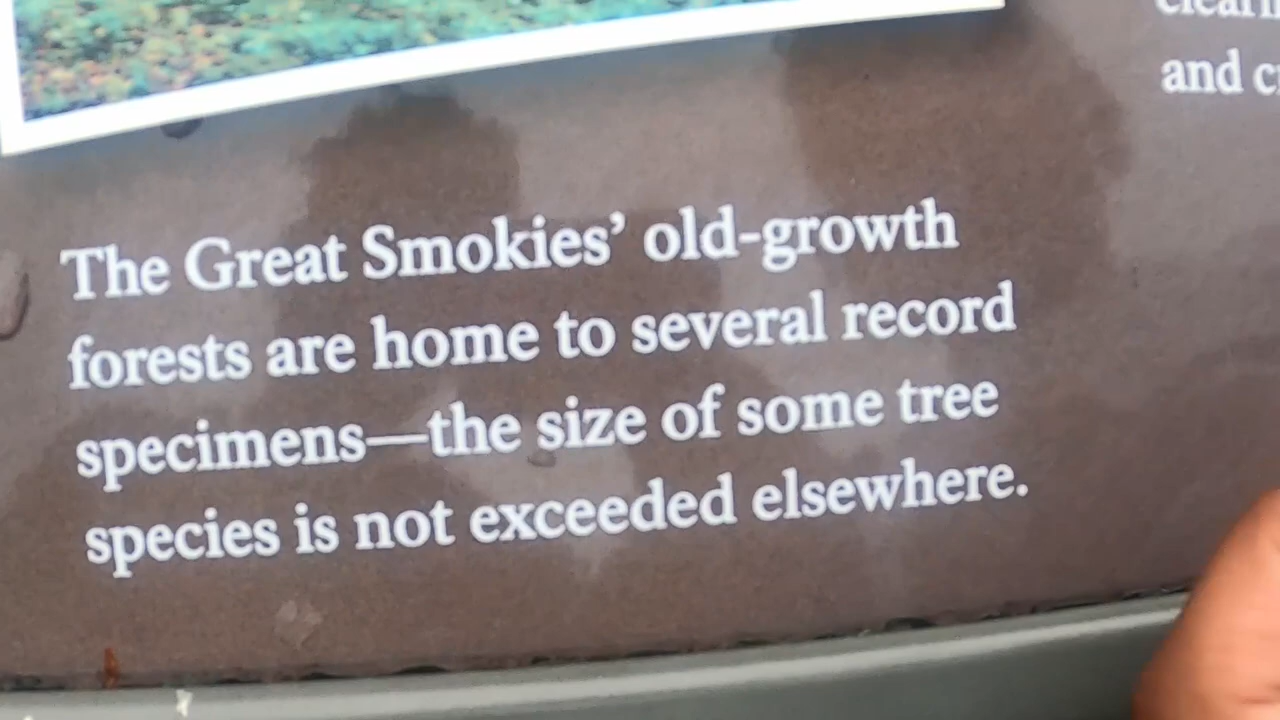 The Great Smokies’ old-growth
forests are home to several record
specimens—the size of some tree
species is not exceeded elsewhere.
and